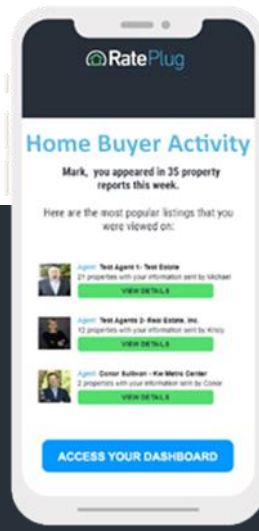 RatePlug
Home Buyer Activity
Mark, you appeared in 35 property
reports this week.
Here are the most popular listings that you
were viewed on:
Agent: Test Agent 1- Test Estate
21 properties with your information sent by Michael
VIEW DETAILS
Agent: Test Agents 2- Real Estate, Inc.
12 properties with your information sent by Kristy
VIEW DETAILS
Agent: Conor Sullivan - Kw Metro Center
2 properties with your information sent by Conor
VIEW DETAILS
ACCESS YOUR DASHBOARD